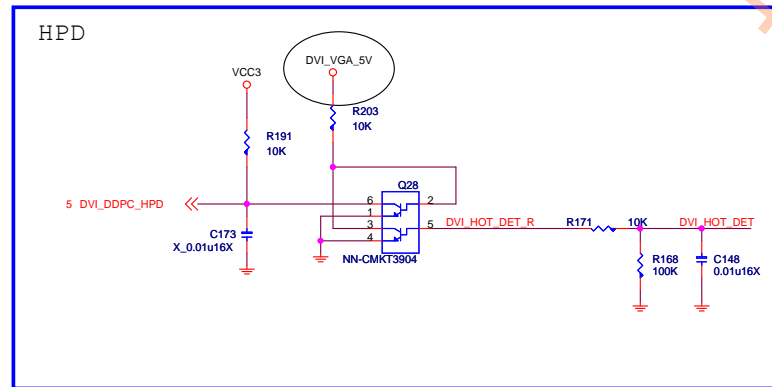 HPD
DVI_VGA_5V
VCC3
R203
10K
R191
10K
Q28
5 DVI_DDPC_HPD
6
2
1
3
5
DVI_HOT_DET_R
R171
10K
DVI_HOT_DET
4
C173
X_0.01u16X
NN-CMKT3904
R168
100K
C148
0.01u16X